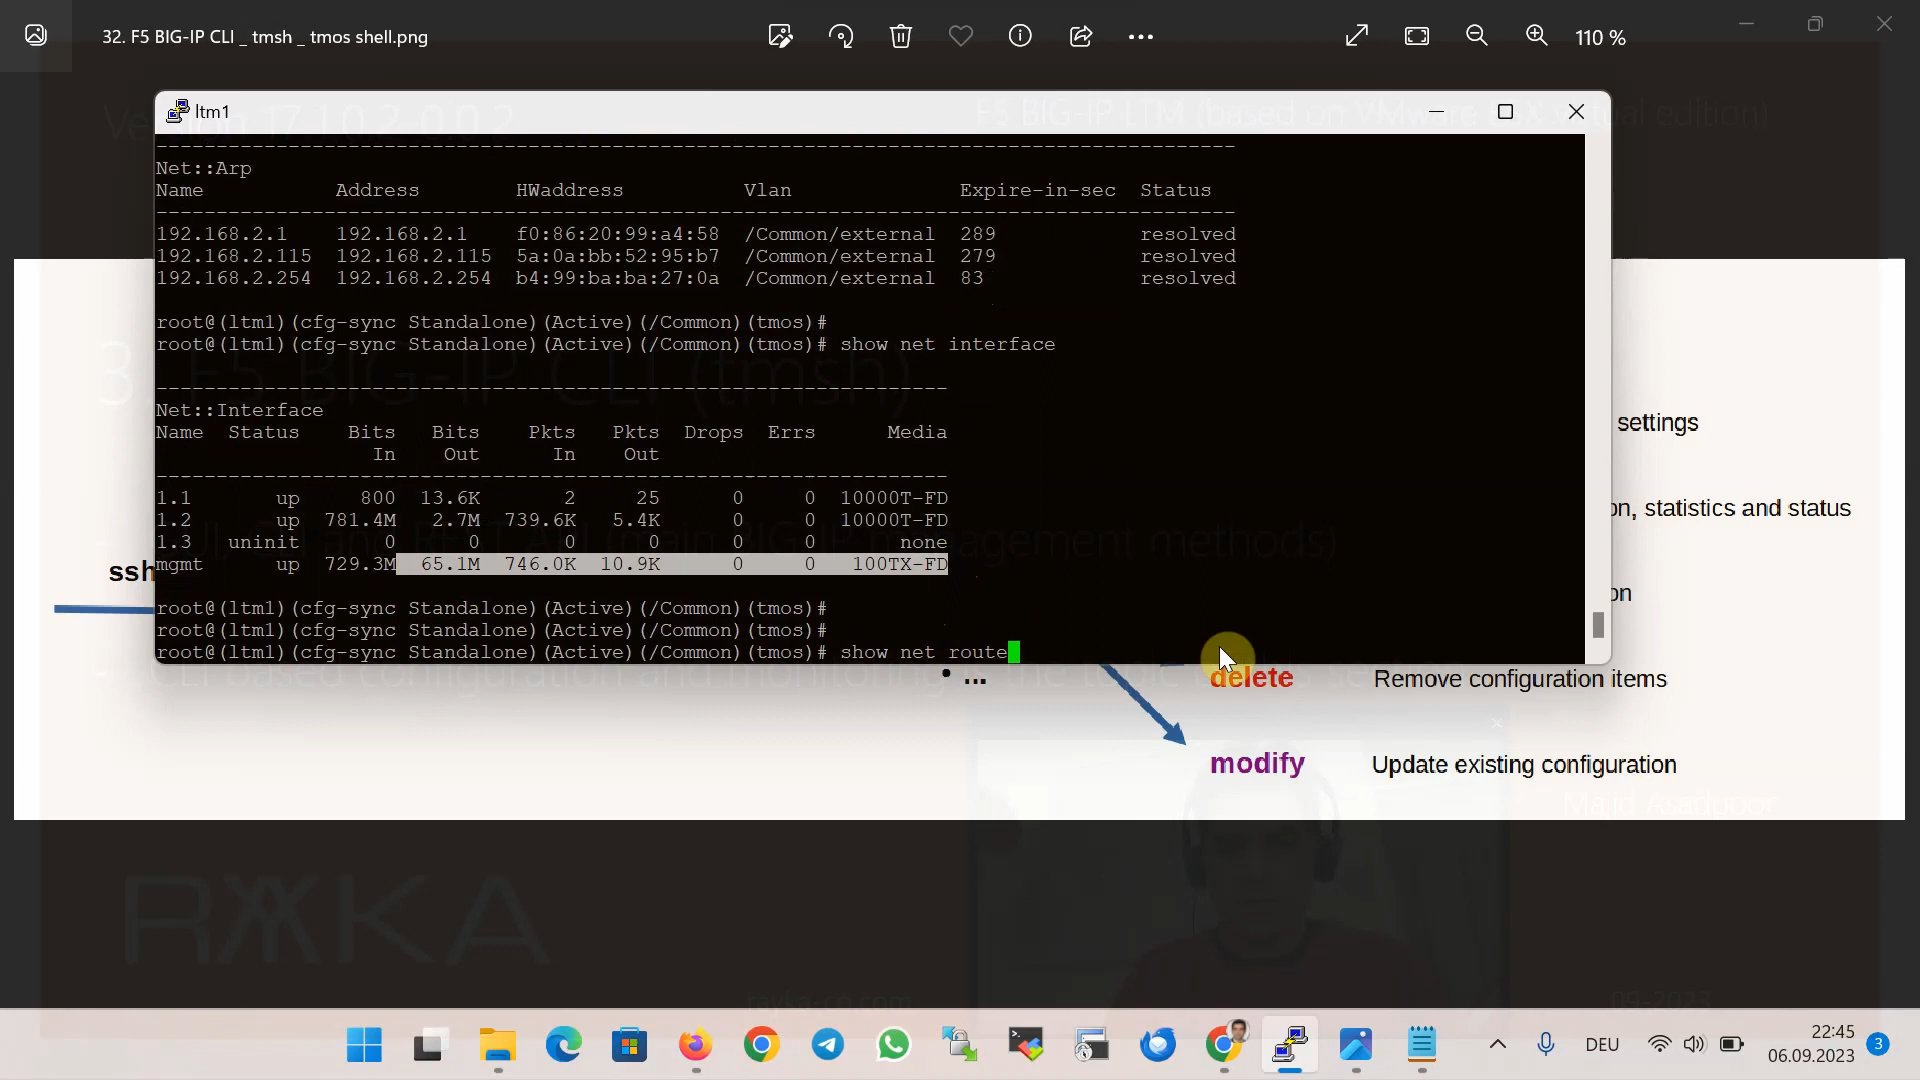 32. F5 BIG-IP CLI _ tmsh _ tmos shell.png
110 %
ltm1
Net::Arp
Name Address HWaddress Vlan Expire-in-sec Status
192.168.2.1 192.168.2.1 f0:86:20:99:a4:58 /Common/external 289 resolved
192.168.2.115 192.168.2.115 5a:0a:bb:52:95:b7 /Common/external 279 resolved
192.168.2.254 192.168.2.254 b4:99:ba:ba:27:0a /Common/external 83 resolved
root@(ltm1)(cfg-sync Standalone)(Active)(/Common)(tmos)#
root@(ltm1)(cfg-sync Standalone)(Active)(/Common)(tmos)# show net interface
Net::Interface
Name Status Bits Bits Pkts Pkts Drops Errs Media
In Out In Out
1.1 up 800 13.6K 2 25 0 0 10000T-FD
1.2 up 781.4M 2.7M 739.6K 5.4K 0 0 10000T-FD
1.3 uninit 0 0 0 0 0 0 none
mgmt up 729.3M 65.1M 746.0K 10.9K 0 0 100TX-FD
root@(ltm1)(cfg-sync Standalone)(Active)(/Common)(tmos)#
root@(ltm1)(cfg-sync Standalone)(Active)(/Common)(tmos)#
root@(ltm1)(cfg-sync Standalone)(Active)(/Common)(tmos)# show net route
settings
on, statistics and status
ssh
on
• ...
delete Remove configuration items
modify Update existing configuration
Majid Asadpoor
RAYKA
rayka-co.com
09-2023
DEU
22:45
06.09.2023
3